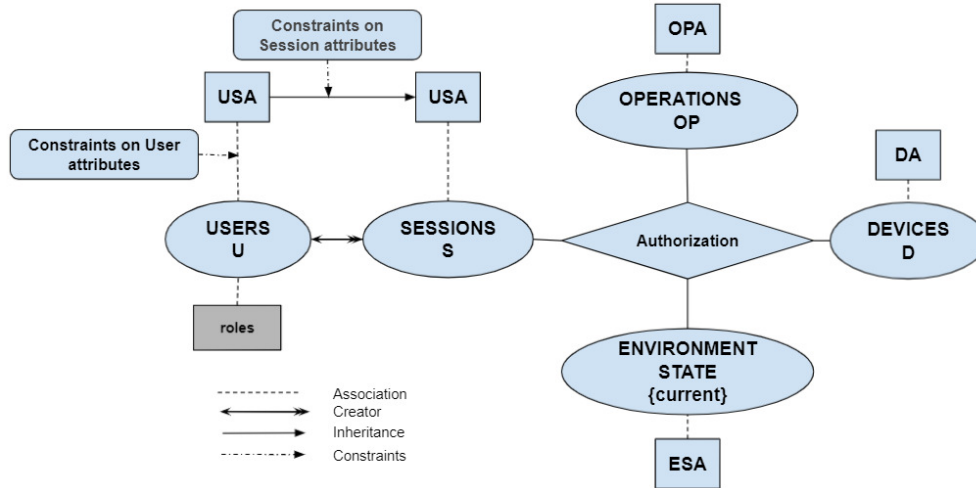 Constraints on
Session attributes
OPA
USA
USA
OPERATIONS
OP
Constraints on User
attributes
DA
USERS
U
SESSIONS
S
Authorization
DEVICES
D
roles
ENVIRONMENT
STATE
{current}
Association
Creator
Inheritance
Constraints
ESA